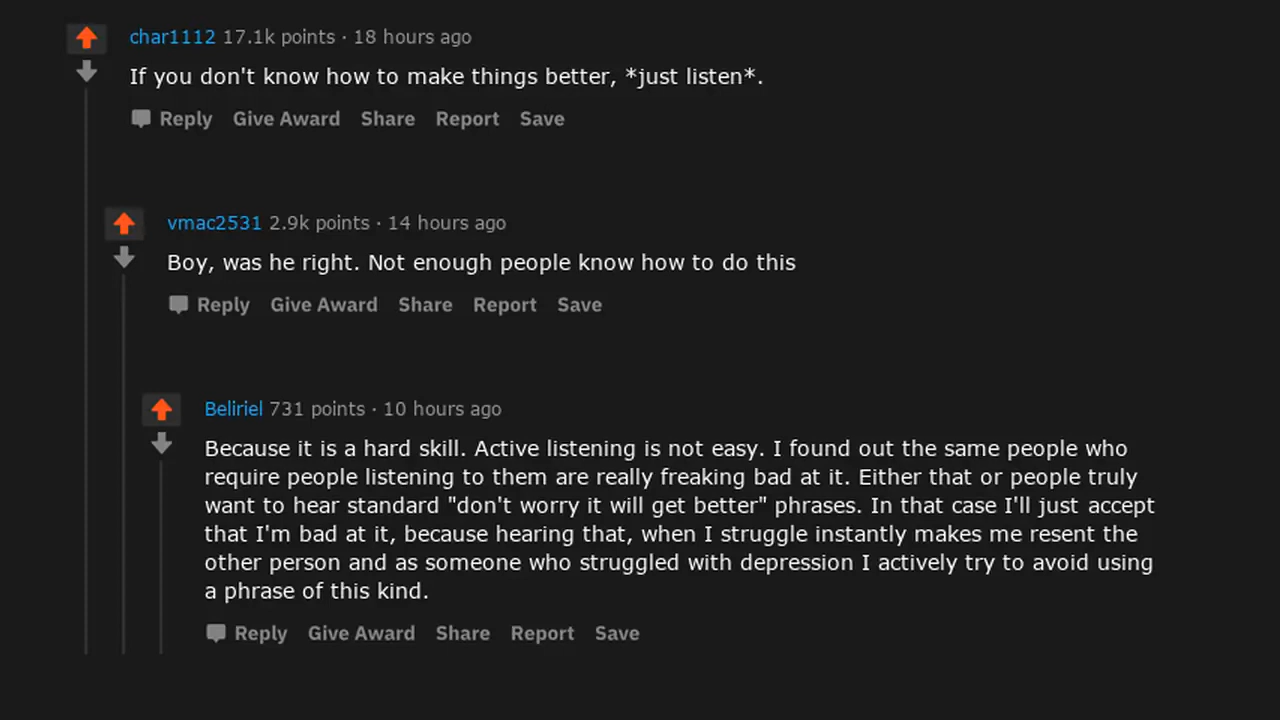 char1112 17.1k points · 18 hours ago
If you don't know how to make things better, *just listen*.
Reply Give Award Share Report Save
vmac2531 2.9k points · 14 hours ago
Boy, was he right. Not enough people know how to do this
Reply Give Award Share Report Save
Beliriel 731 points · 10 hours ago
Because it is a hard skill. Active listening is not easy. I found out the same people who
require people listening to them are really freaking bad at it. Either that or people truly
want to hear standard "don't worry it will get better" phrases. In that case I'll just accept
that I'm bad at it, because hearing that, when I struggle instantly makes me resent the
other person and as someone who struggled with depression I actively try to avoid using
a phrase of this kind.
Reply Give Award Share Report Save